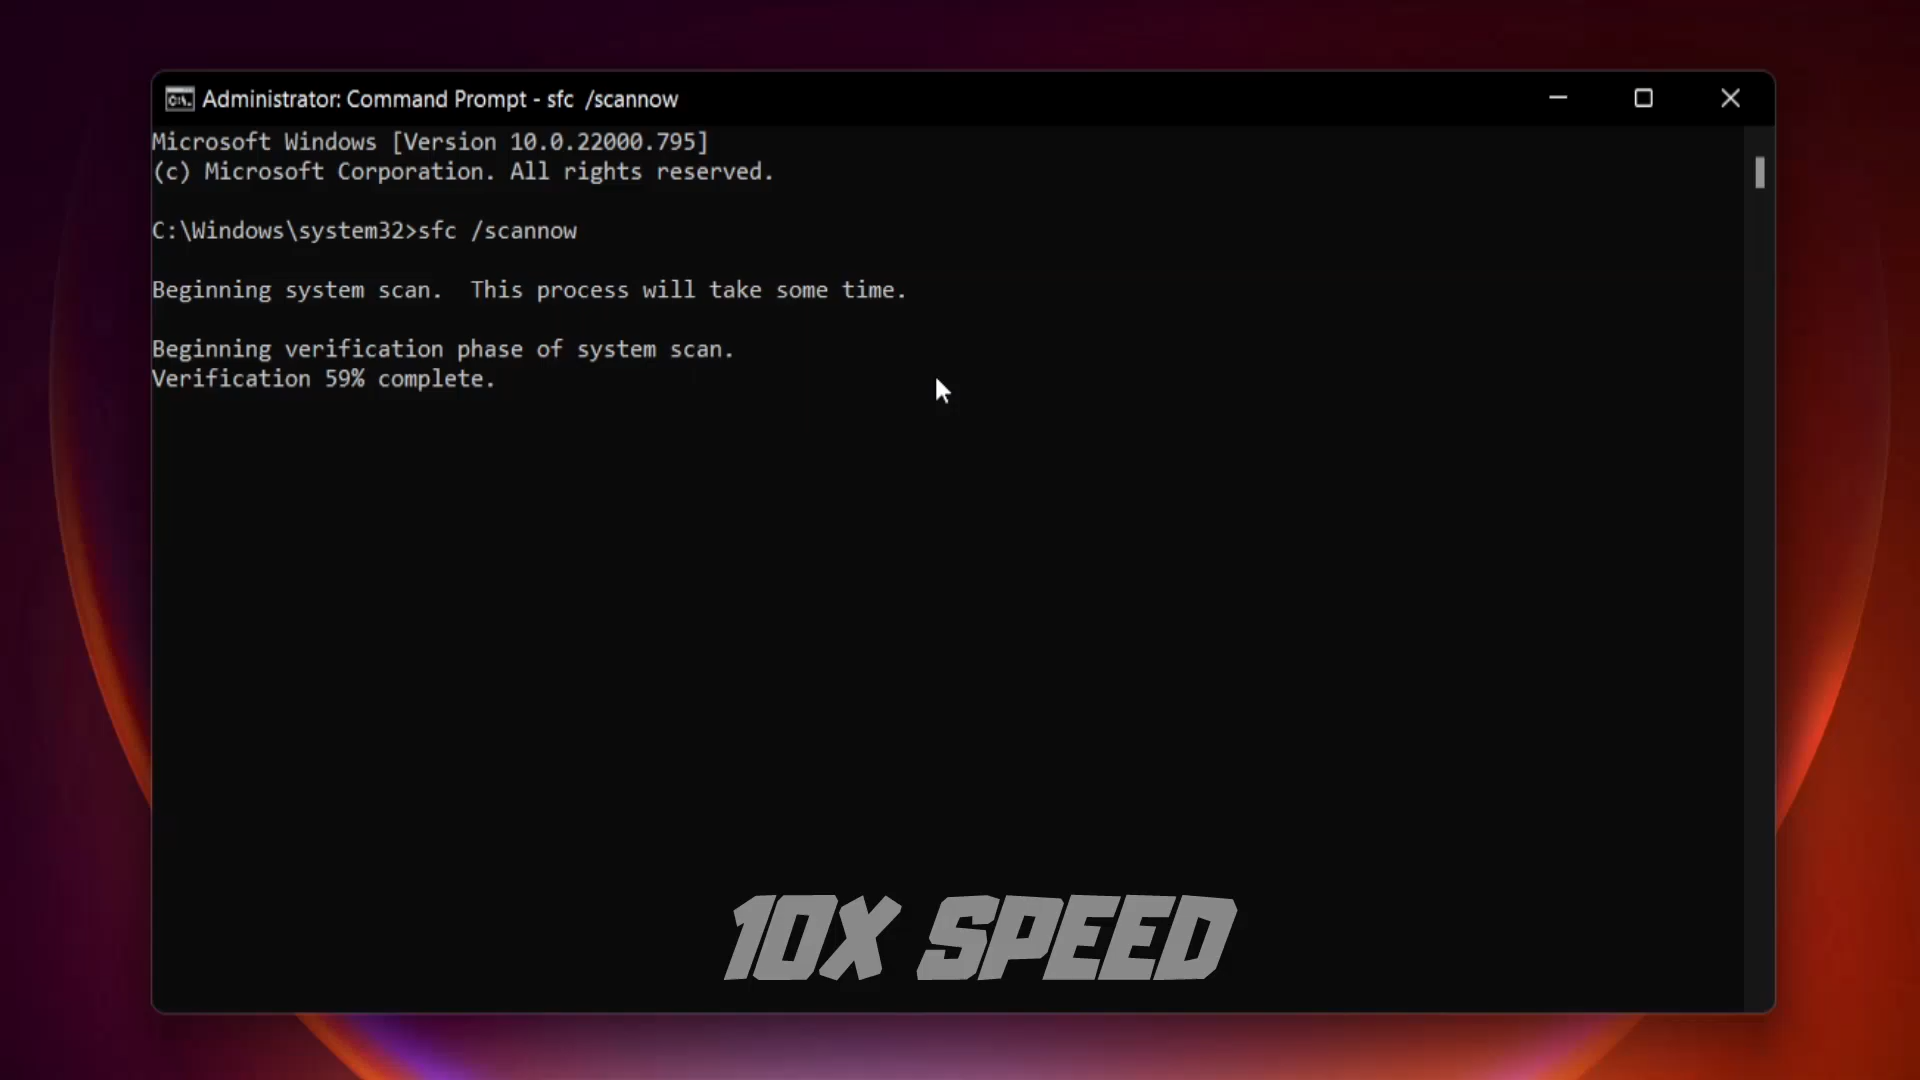 Administrator: Command Prompt - sfc  /scannow
Microsoft Windows [Version 10.0.22000.795]
(c) Microsoft Corporation. All rights reserved.
C:\Windows\system32>sfc /scannow
Beginning system scan.  This process will take some time.
Beginning verification phase of system scan.
Verification 59% complete.
10X SPEED